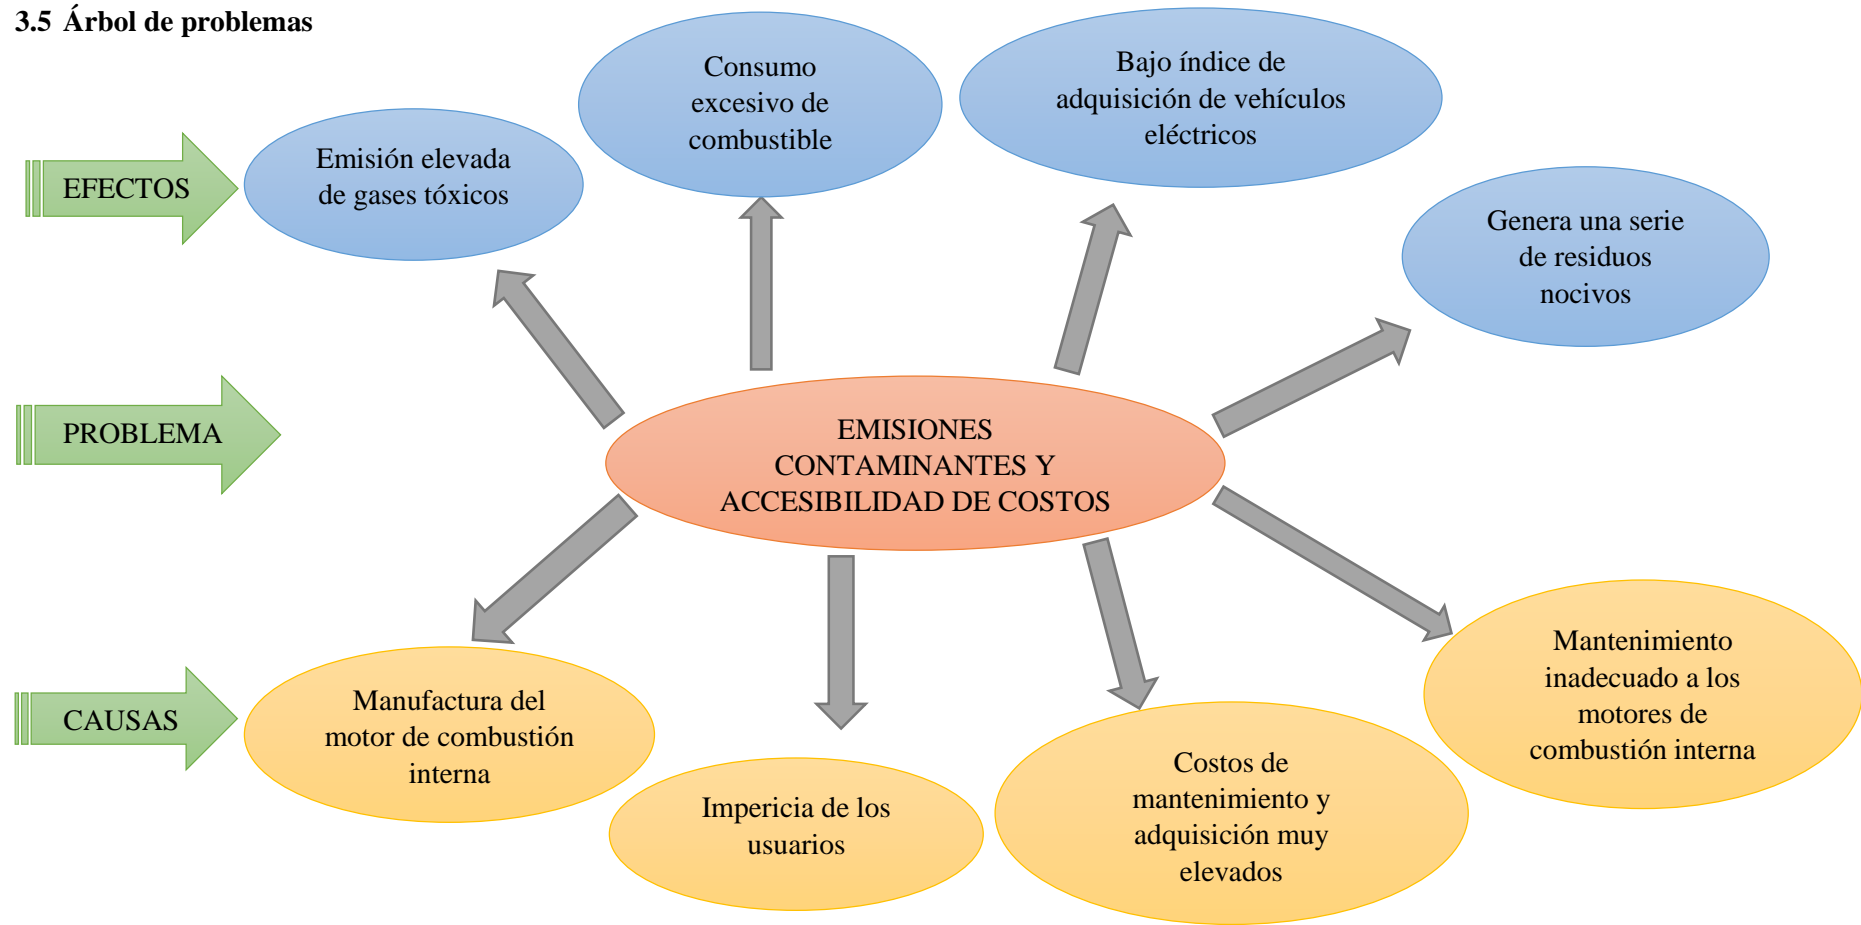 3.5 Árbol de problemas
EFECTOS
Emisión elevada
de gases tóxicos
Consumo
excesivo de
combustible
Bajo índice de
adquisición de vehículos
eléctricos
Genera una serie
de residuos
nocivos
PROBLEMA
EMISIONES
CONTAMINANTES Y
ACCESIBILIDAD DE COSTOS
CAUSAS
Manufactura del
motor de combustión
interna
Impericia de los
usuarios
Costos de
mantenimiento y
adquisición muy
elevados
Mantenimiento
inadecuado a los
motores de
combustión interna